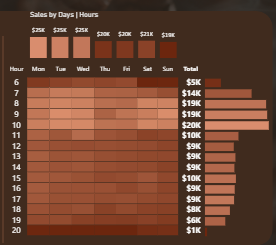 Sales by Days | Hours
$25K $25K $25K $20K $20K $21K $19K
Hour Mon Tue Wed Thu Fri Sat Sun Total
6 $5K
7 $14K
8 $19K
9 $19K
10 $20K
11 $10K
12 $9K
13 $9K
14 $9K
15 $10K
16 $9K
17 $9K
18 $8K
19 $6K
20 $1K